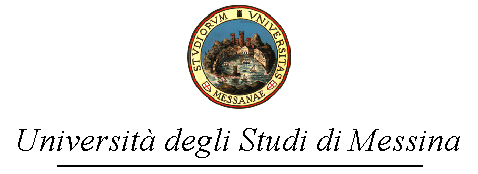 STVDIORVM VNIVERSITAS
MESSANAE
Università degli Studi di Messina